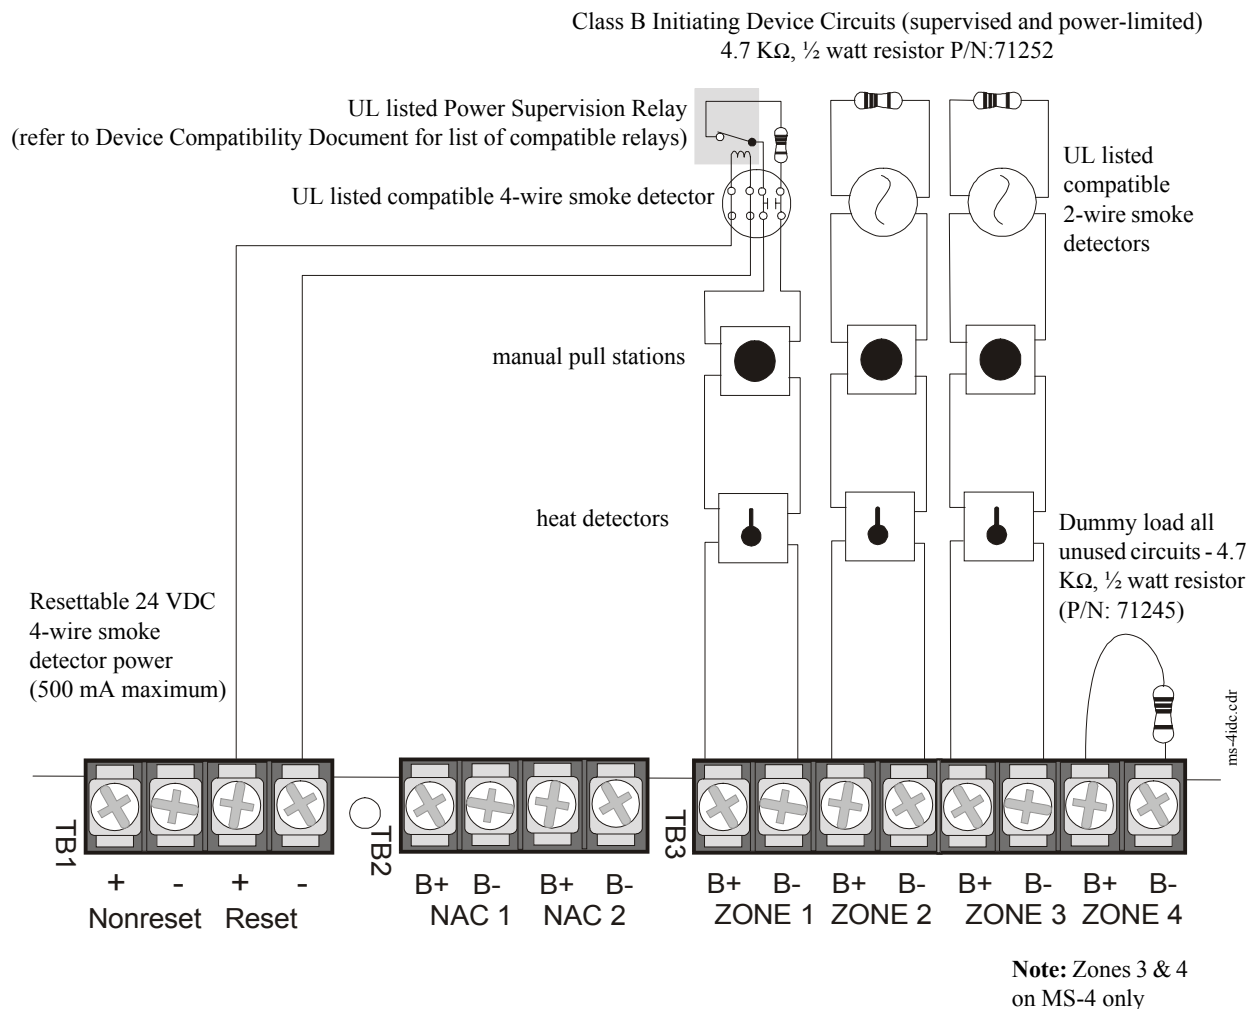 Class B Initiating Device Circuits (supervised and power-limited)
4.7 KΩ, ½ watt resistor P/N:71252
UL listed Power Supervision Relay
(refer to Device Compatibility Document for list of compatible relays)
UL listed compatible 4-wire smoke detector
UL listed
compatible
2-wire smoke
detectors
manual pull stations
heat detectors
Dummy load all
unused circuits - 4.7
KΩ, ½ watt resistor
(P/N: 71245)
Resettable 24 VDC
4-wire smoke
detector power
(500 mA maximum)
ms-4idc.cdr
TB1
TB2
TB3
+ - + -
Nonreset Reset
B+ B- B+ B-
NAC 1 NAC 2
B+ B- B+ B- B+ B- B+ B-
ZONE 1 ZONE 2 ZONE 3 ZONE 4
Note: Zones 3 & 4
on MS-4 only